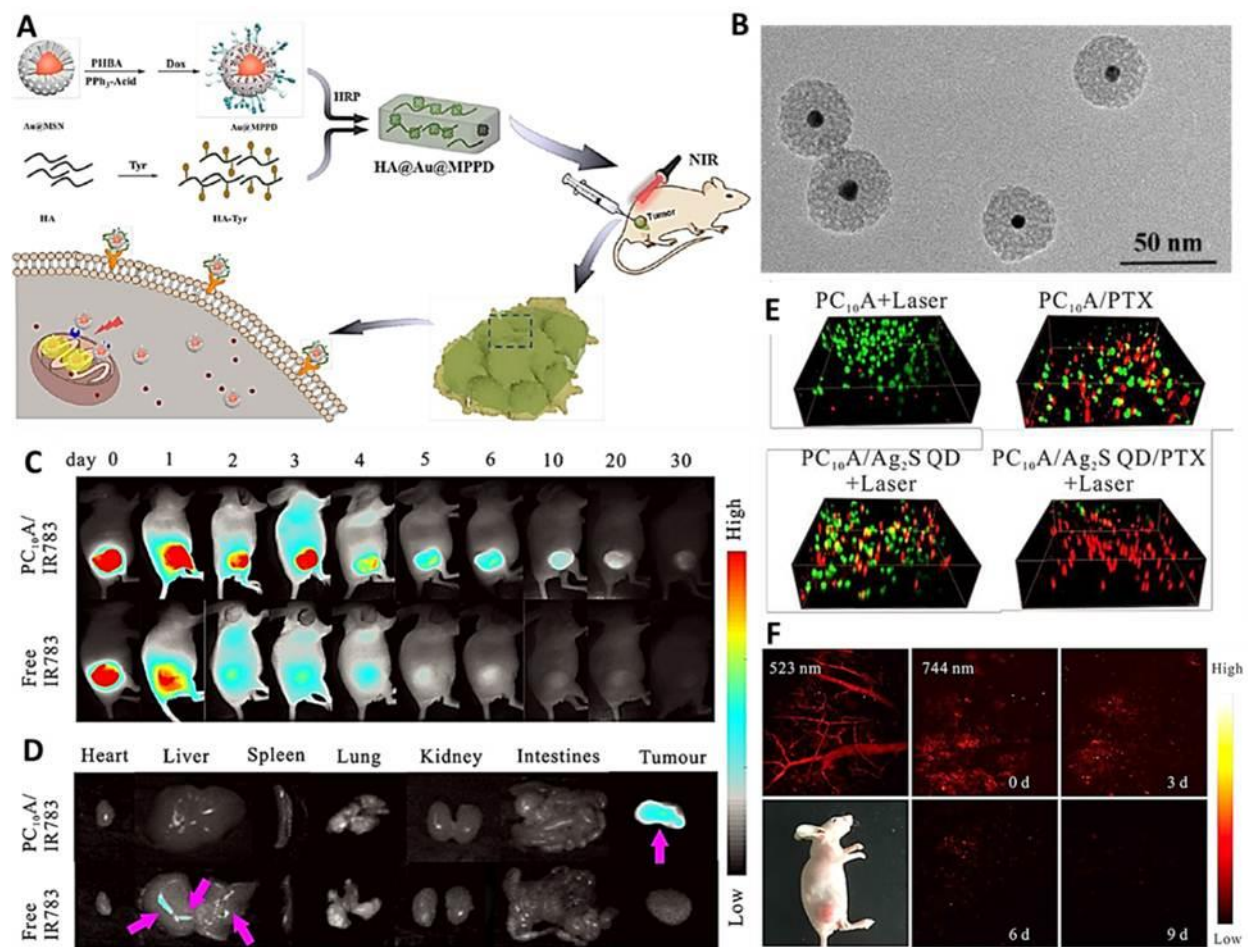 A
PHBA
PPh3-Acid
Dox
Au@MSN
Au@MPPD
HRP
HA@Au@MPPD
Tyr
HA
HA-Tyr
NIR
Tumor
B
50 nm
C
day 0 1 2 3 4 5 6 10 20 30
PC10A/
IR783
Free
IR783
High
Low
D
Heart Liver Spleen Lung Kidney Intestines Tumour
PC10A/
IR783
Free
IR783
E
PC10A+Laser
PC10A/PTX
PC10A/Ag2S QD
+Laser
PC10A/Ag2S QD/PTX
+Laser
F
523 nm
744 nm
0 d
3 d
6 d
9 d
High
Low